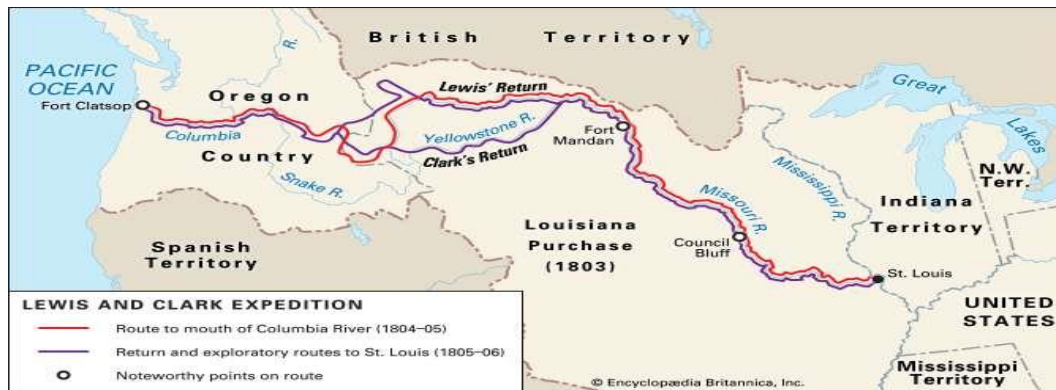 British Territory
PACIFIC
OCEAN
Fort Clatsop
R.
Oregon
Country
Columbia
Snake R.
Lewis' Return
Yellowstone R.
Clark's Return
Fort
Mandan
Great
Lakes
N.W.
Terr.
Mississippi R.
Missouri R.
Indiana
Territory
Louisiana
Purchase
(1803)
Council
Bluff
St. Louis
Spanish
Territory
UNITED
STATES
Mississippi
Territory
LEWIS AND CLARK EXPEDITION
Route to mouth of Columbia River (1804–05)
Return and exploratory routes to St. Louis (1805–06)
Noteworthy points on route
© Encyclopædia Britannica, Inc.